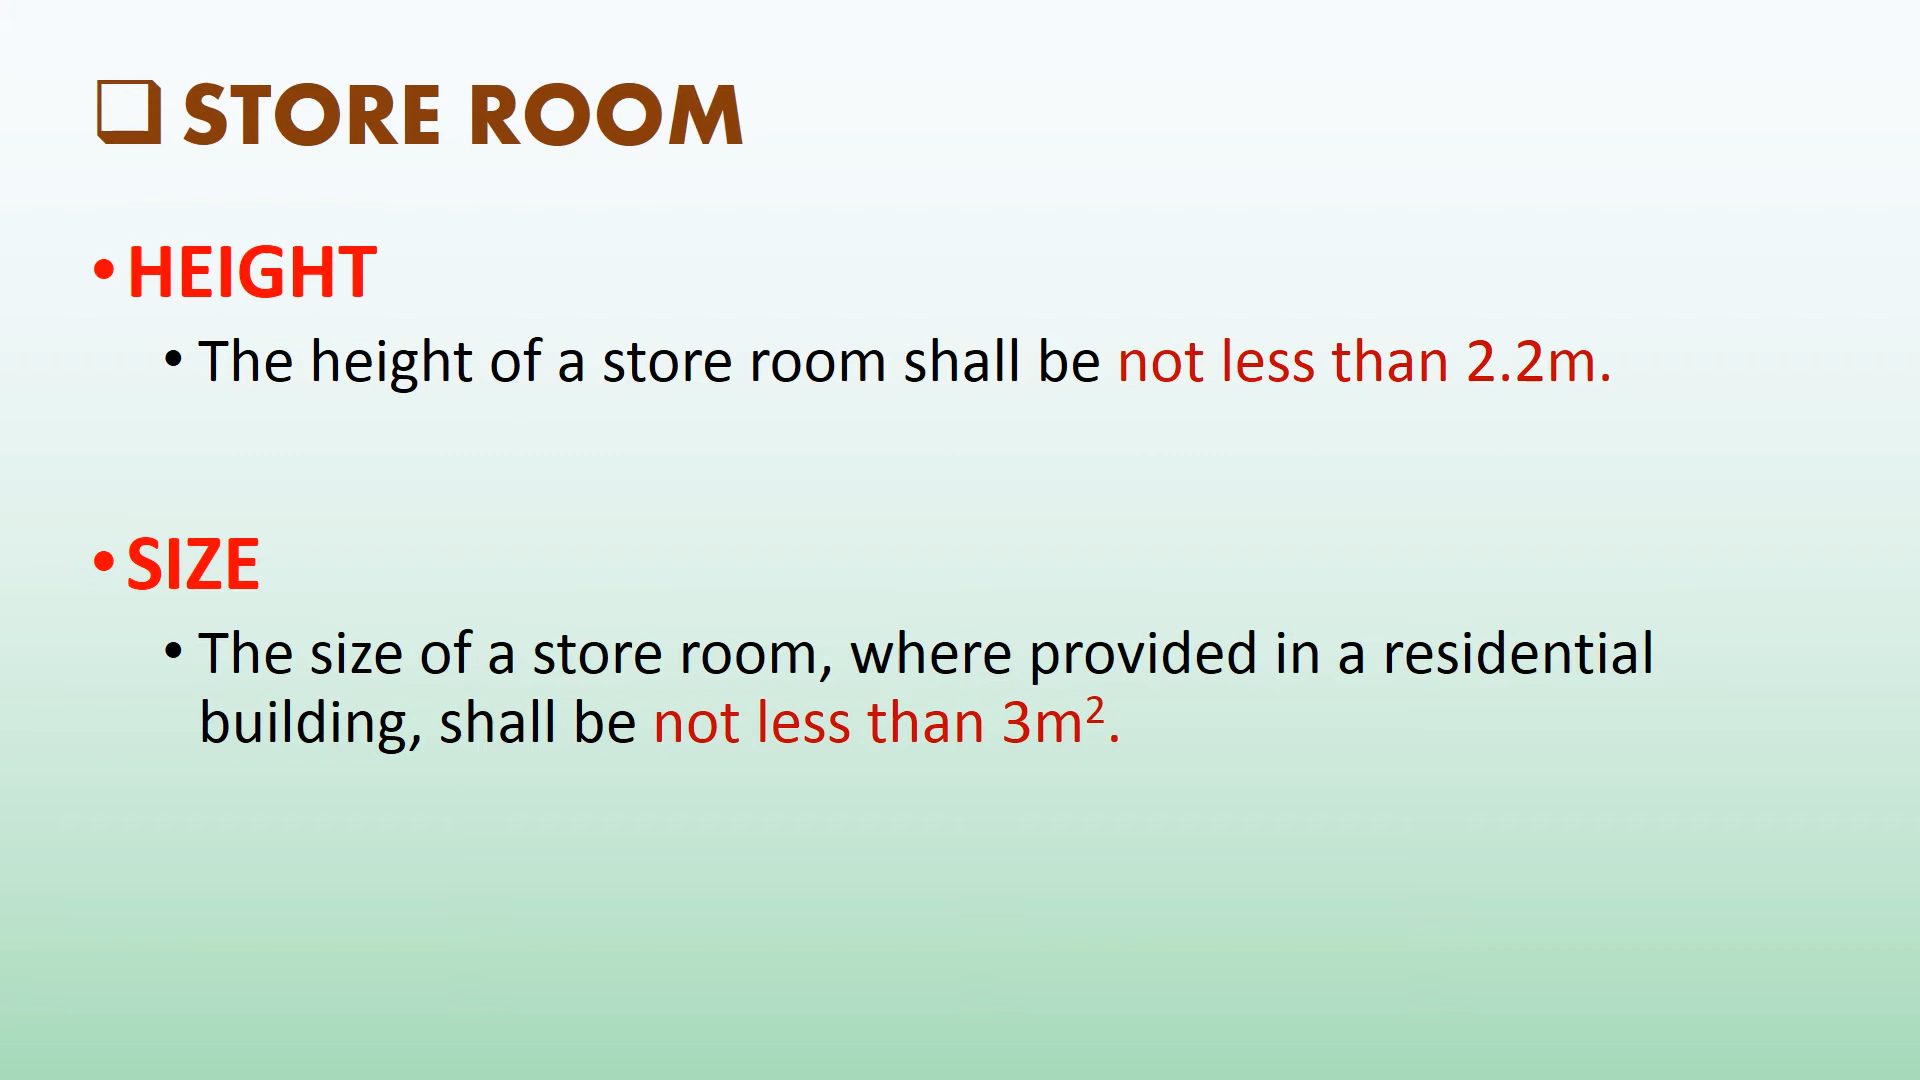 ❑ STORE ROOM
• HEIGHT
• The height of a store room shall be not less than 2.2m.
• SIZE
• The size of a store room, where provided in a residential
building, shall be not less than 3m².